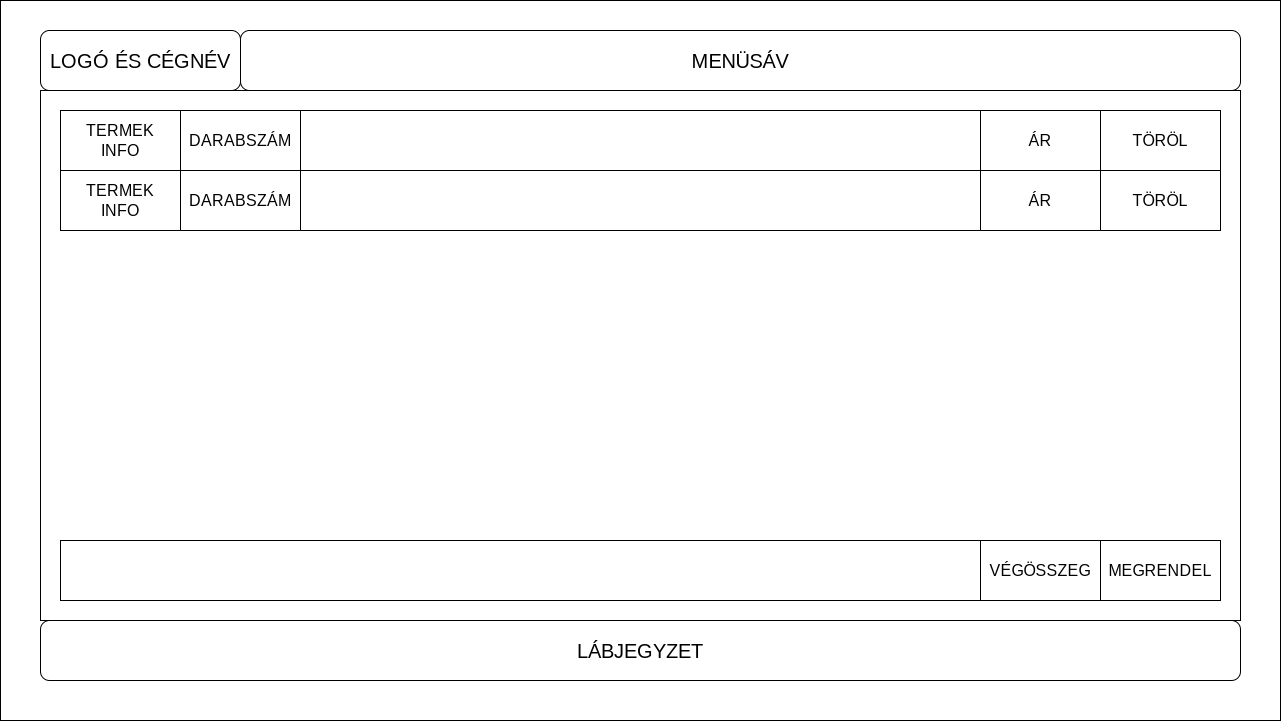 LOGÓ ÉS CÉGNÉV
MENÜSÁV
TERMEK
INFO
DARABSZÁM
ÁR
TÖRÖL
TERMEK
INFO
DARABSZÁM
ÁR
TÖRÖL
VÉGÖSSZEG
MEGRENDEL
LÁBJEGYZET